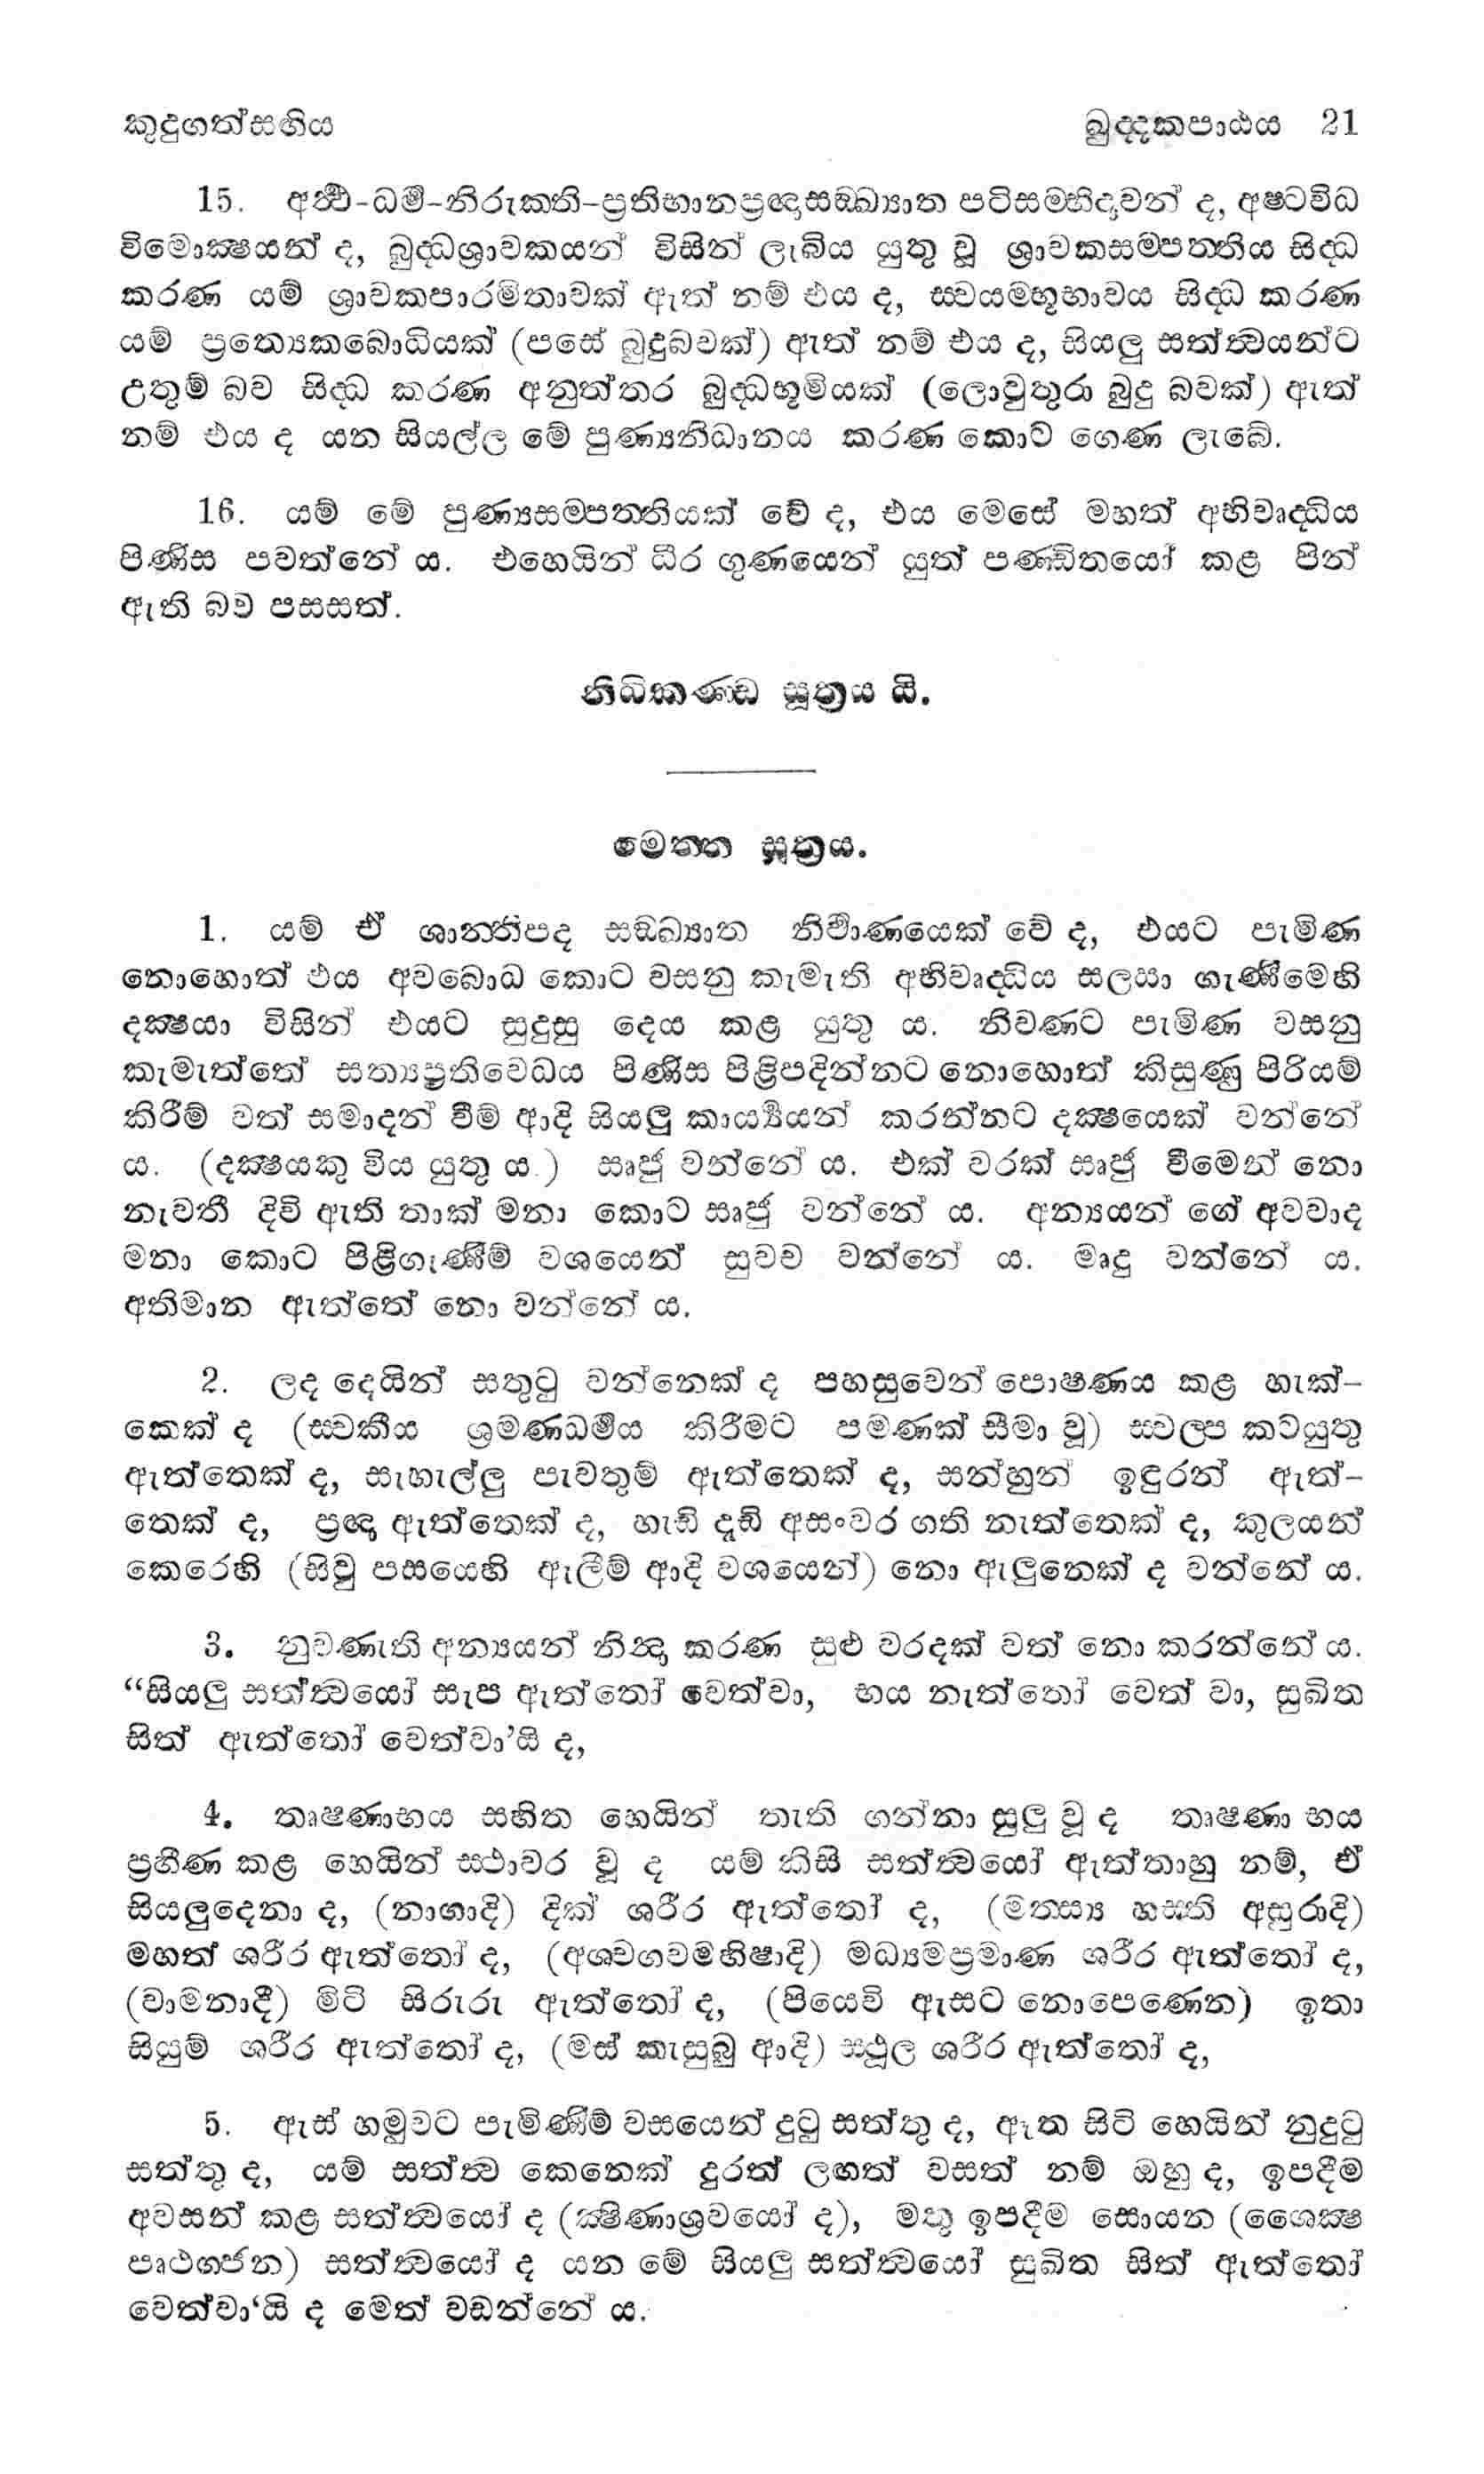 කුදුගත්සඟිය ඛුද්දකපාඨය 21
15. අර්ථ-ධර්ම-නිරුක්ති-ප්‍රතිභානප්‍රඥාසඞ්ඛ්‍යාත පටිසම්භිදාවන් ද, අෂ්ටවිධ
විමොක්‍ෂයන් ද, බුද්ධශ්‍රාවකයන් විසින් ලැබිය යුතු වූ ශ්‍රාවකසම්පත්තිය සිද්ධ
කරණ යම් ශ්‍රාවකපාරමිතාවක් ඇත් නම් එය ද, ස්වයම්භූභාවය සිද්ධ කරණ
යම් ප්‍රත්‍යෙකබොධියක් (පසේ බුදුබවක්) ඇත් නම් එය ද, සියලු සත්ත්‍වයන්ට
උතුම් බව සිද්ධ කරණ අනුත්තර බුද්ධභූමියක් (ලොවුතුරා බුදු බවක්) ඇත්
නම් එය ද යන සියල්ල මේ පුණ්‍යනිධානය කරණ කොට ගෙණ ලැබේ.
16. යම් මේ පුණ්‍යසම්පත්තියක් වේ ද, එය මෙසේ මහත් අභිවෘද්ධිය
පිණිස පවත්නේ ය. එහෙයින් ධීර ගුණයෙන් යුත් පණ්ඩිතයෝ කළ පින්
ඇති බව පසසත්.
නිධිකණ්ඩ සූත්‍රය යි.
මෙත්ත සූත්‍රය.
1. යම් ඒ ශාන්තිපද සඞ්ඛ්‍යාත නිර්වාණයෙක් වේ ද, එයට පැමිණ
නොහොත් එය අවබොධ කොට වසනු කැමැති අභිවෘද්ධිය සලසා ගැණීමෙහි
දක්‍ෂයා විසින් එයට සුදුසු දෙය කළ යුතු ය. නිවණට පැමිණ වසනු
කැමැත්තේ සත්‍යප්‍රතිවෙධය පිණිස පිළිපදින්නට නොහොත් කිසුණු පිරියම්
කිරීම් වත් සමාදන් වීම් ආදි සියලු කාර්‍ය්‍යයන් කරන්නට දක්‍ෂයෙක් වන්නේ
ය. (දක්‍ෂයකු විය යුතු ය.) ඍජු වන්නේ ය. එක් වරක් ඍජු වීමෙන් නො
නැවතී දිවි ඇති තාක් මනා කොට ඍජු වන්නේ ය. අන්‍යයන් ගේ අවවාද
මනා කොට පිළිගැණීම් වශයෙන් සුවච වන්නේ ය. මෘදු වන්නේ ය.
අතිමාන ඇත්තේ නො වන්නේ ය.
2. ලද දෙයින් සතුටු වන්නෙක් ද පහසුවෙන් පොෂණය කළ හැක්-
කෙක් ද (ස්වකීය ශ්‍රමණධර්මය කිරීමට පමණක් සීමා වූ) ස්වල්ප කටයුතු
ඇත්තෙක් ද, සැහැල්ලු පැවතුම් ඇත්තෙක් ද, සන්හුන් ඉඳුරන් ඇත්-
තෙක් ද, ප්‍රඥා ඇත්තෙක් ද, හැඩි දැඩි අසංවර ගති නැත්තෙක් ද, කුලයන්
කෙරෙහි (සිවු පසයෙහි ඇලීම් ආදි වශයෙන්) නො ඇලුනෙක් ද වන්නේ ය.
3. නුවණැති අන්‍යයන් නින්දා කරණ සුළු වරදක් වත් නො කරන්නේ ය.
“සියලු සත්ත්‍වයෝ සැප ඇත්තෝ වෙත්වා, භය නැත්තෝ වෙත් වා, සුඛිත
සිත් ඇත්තෝ වෙත්වා’යි ද,
4. තෘෂ්ණාභය සහිත හෙයින් තැති ගන්නා සුලු වූ ද තෘෂ්ණා භය
ප්‍රහීණ කළ හෙයින් ස්ථාවර වූ ද යම් කිසි සත්ත්‍වයෝ ඇත්තාහු නම්, ඒ
සියලුදෙනා ද, (නාගාදි) දික් ශරීර ඇත්තෝ ද, (මත්ස්‍ය හස්ති අසුරාදි)
මහත් ශරීර ඇත්තෝ ද, (අශ්වගවමහිෂාදි) මධ්‍යමප්‍රමාණ ශරීර ඇත්තෝ ද,
(වාමනාදී) මිටි සිරුරු ඇත්තෝ ද, (පියෙවි ඇසට නොපෙණෙන) ඉතා
සියුම් ශරීර ඇත්තෝ ද, (මස් කැසුබු ආදි) ස්ථූල ශරීර ඇත්තෝ ද,
5. ඇස් හමුවට පැමිණීම් වසයෙන් දුටු සත්තු ද, ඈත සිටි හෙයින් නුදුටු
සත්තු ද, යම් සත්ත්‍ව කෙනෙක් දුරත් ලඟත් වසත් නම් ඔහු ද, ඉපදීම
අවසන් කළ සත්ත්‍වයෝ ද (ක්‍ෂිණාශ්‍රවයෝ ද), මතු ඉපදීම සොයන (ශෛක්‍ෂ
පෘථග්ජන) සත්ත්‍වයෝ ද යන මේ සියලු සත්ත්‍වයෝ සුඛිත සිත් ඇත්තෝ
වෙත්වා‘යි ද මෙත් වඩන්නේ ය.